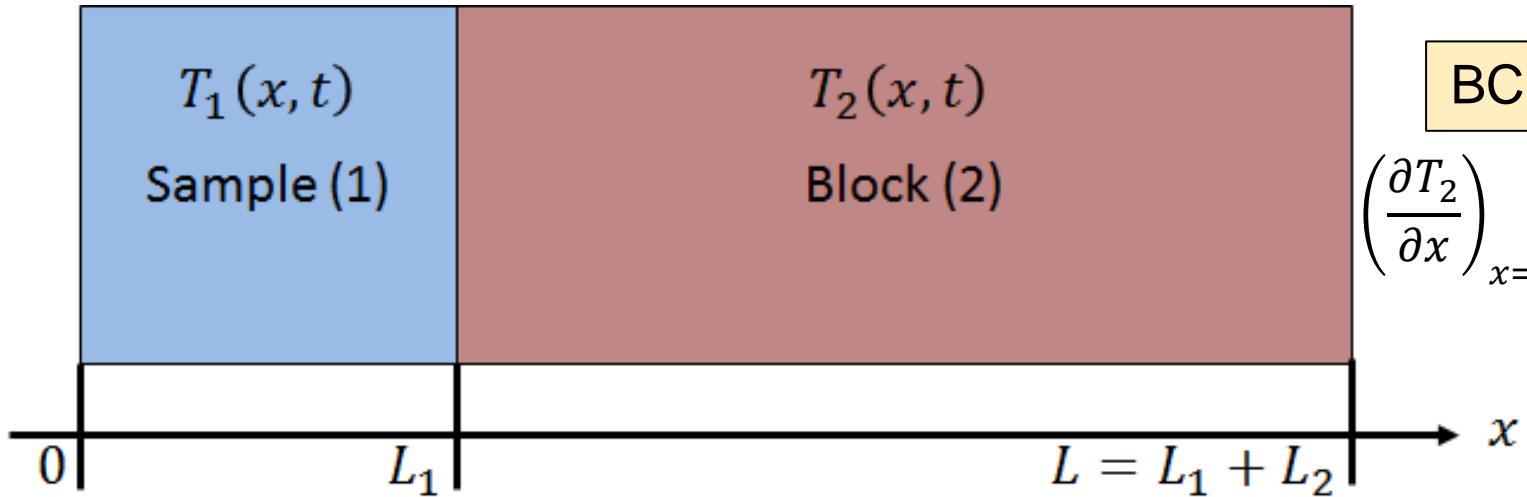 T₁(x, t)
Sample (1)
T₂(x, t)
Block (2)
BC
(∂T₂/∂x)ₓ₌
0
L₁
L = L₁ + L₂
x